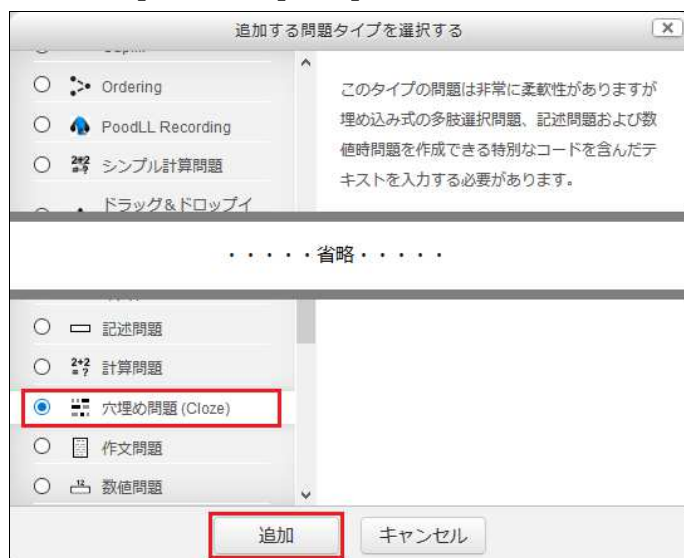 追加する問題タイプを選択する
Ordering
PoodLL Recording
シンプル計算問題
ドラッグ&ドロップイ
このタイプの問題は非常に柔軟性がありますが
埋め込み式の多肢選択問題、記述問題および数
値時問題を作成できる特別なコードを含んだテ
キストを入力する必要があります。
・・・・・省略・・・・・
記述問題
計算問題
穴埋め問題 (Cloze)
作文問題
数値問題
追加
キャンセル